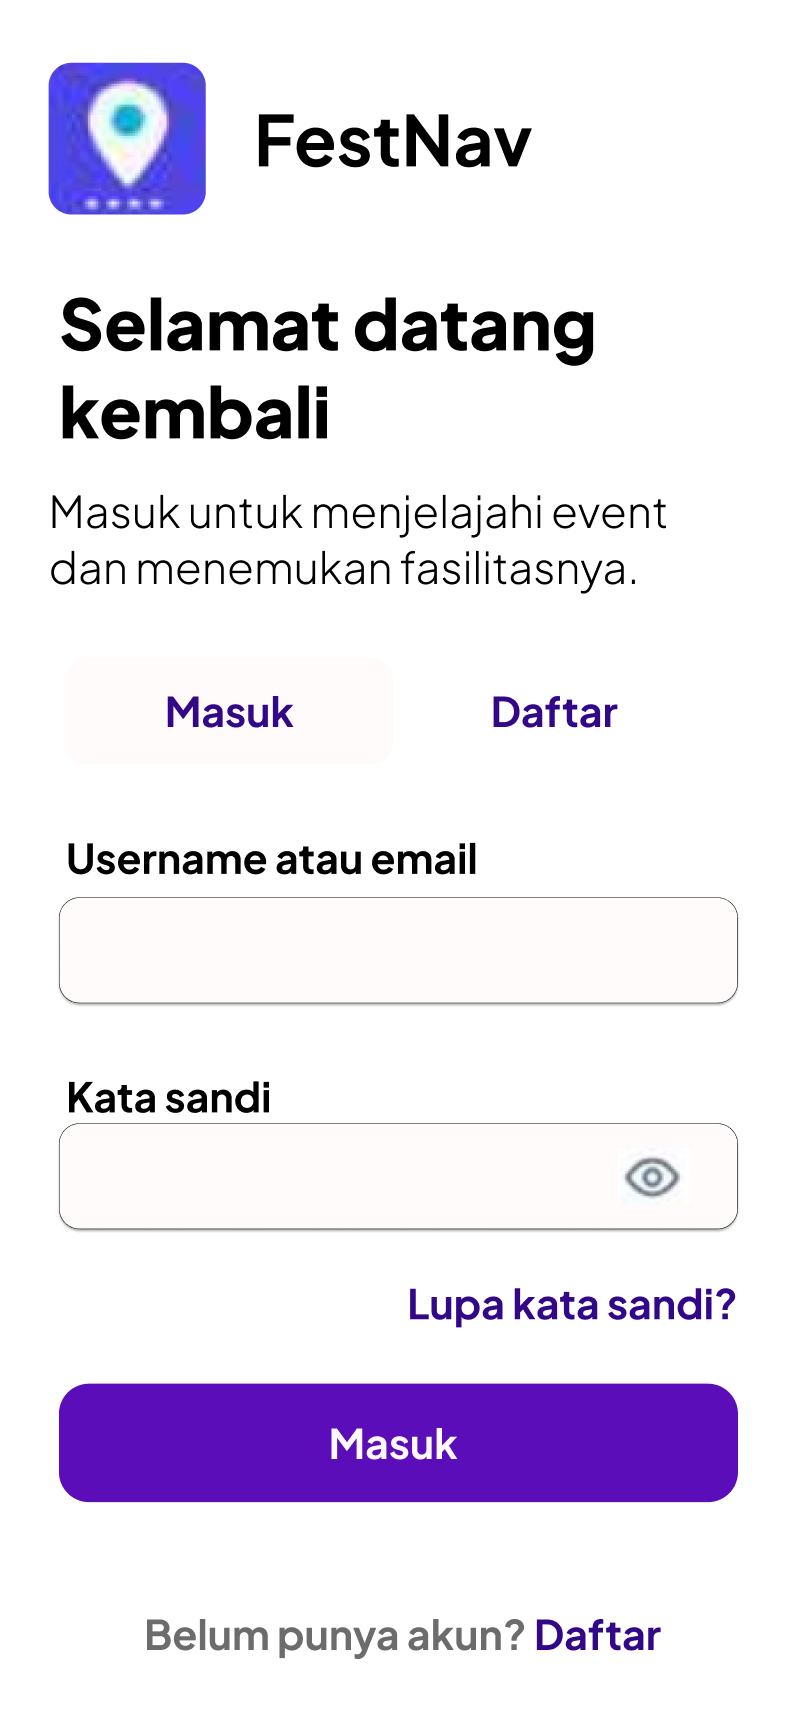 FestNav
Selamat datang
kembali
Masuk untuk menjelajahi event
dan menemukan fasilitasnya.
Masuk
Daftar
Username atau email
Kata sandi
Lupa kata sandi?
Masuk
Belum punya akun? Daftar